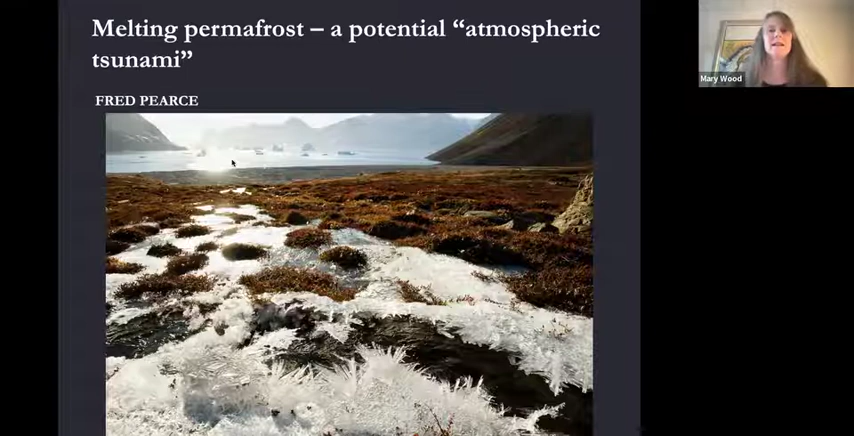 Melting permafrost – a potential “atmospheric
tsunami”
FRED PEARCE
Mary Wood